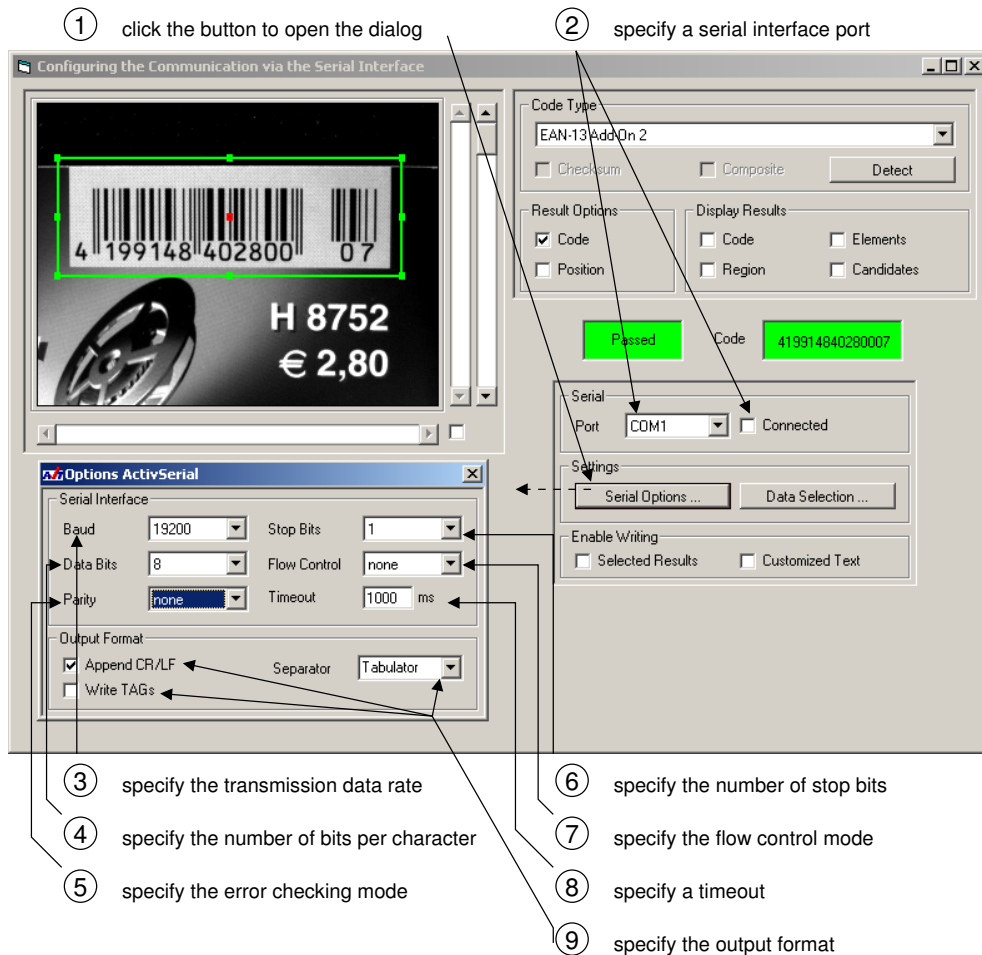 1 click the button to open the dialog
2 specify a serial interface port
Configuring the Communication via the Serial Interface
4 199148 402800 07
H 8752
€ 2,80
Code Type
EAN-13 Add-On 2
Checksum Composite Detect
Result Options Display Results
Code Code Elements
Position Region Candidates
Passed Code 419914840280007
Serial
Port COM1 Connected
Settings
Serial Options ... Data Selection ...
Enable Writing
Selected Results Customized Text
Options ActivSerial
Serial Interface
Baud 19200 Stop Bits 1
Data Bits 8 Flow Control none
Parity none Timeout 1000 ms
Output Format
Append CR/LF Separator Tabulator
Write TAGs
3 specify the transmission data rate
4 specify the number of bits per character
5 specify the error checking mode
6 specify the number of stop bits
7 specify the flow control mode
8 specify a timeout
9 specify the output format